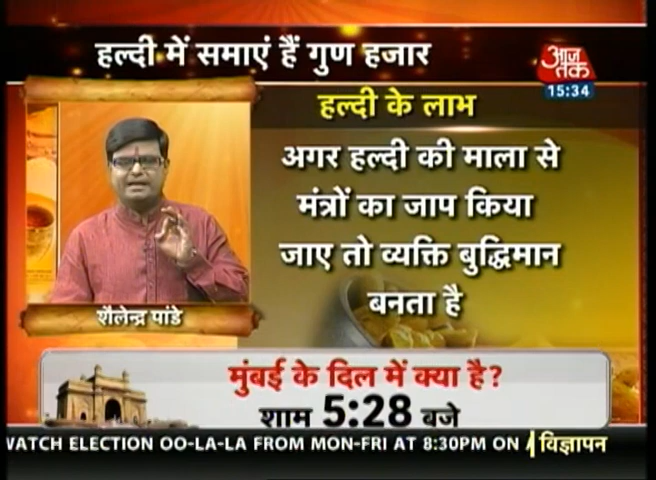 हल्दी में समाएं हैं गुण हजार
आज तक
15:34
हल्दी के लाभ
अगर हल्दी की माला से
मंत्रों का जाप किया
जाए तो व्यक्ति बुद्धिमान
बनता है
शैलेन्द्र पांडे
मुंबई के दिल में क्या है?
शाम 5:28 बजे
WATCH ELECTION OO-LA-LA FROM MON-FRI AT 8:30PM ON
विज्ञापन